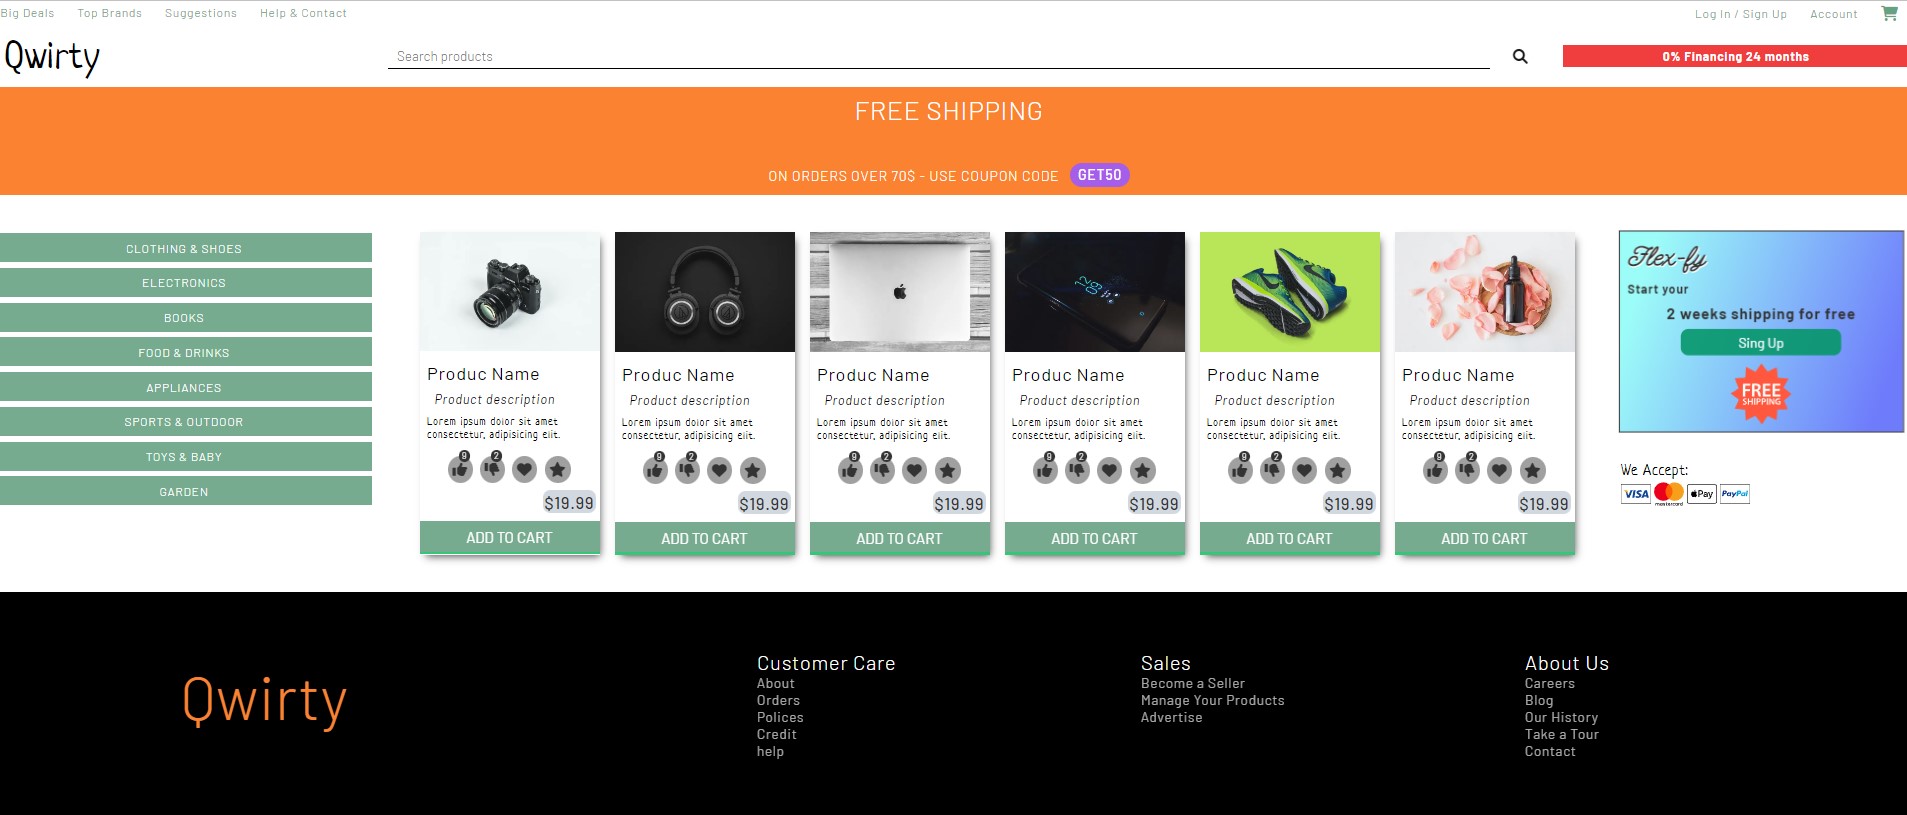 Big Deals Top Brands Suggestions Help & Contact Log In / Sign Up Account
Qwirty Search products 0% Financing 24 months
FREE SHIPPING
ON ORDERS OVER 70$ - USE COUPON CODE GET50
CLOTHING & SHOES
ELECTRONICS
BOOKS
FOOD & DRINKS
APPLIANCES
SPORTS & OUTDOOR
TOYS & BABY
GARDEN
Produc Name
Product description
Lorem ipsum dolor sit amet
consectetur, adipisicing elit.
9 2
$19.99
ADD TO CART
02
09
Produc Name
Product description
Lorem ipsum dolor sit amet
consectetur, adipisicing elit.
9 2
$19.99
ADD TO CART
Produc Name
Product description
Lorem ipsum dolor sit amet
consectetur, adipisicing elit.
9 2
$19.99
ADD TO CART
Produc Name
Product description
Lorem ipsum dolor sit amet
consectetur, adipisicing elit.
9 2
$19.99
ADD TO CART
Produc Name
Product description
Lorem ipsum dolor sit amet
consectetur, adipisicing elit.
9 2
$19.99
ADD TO CART
Produc Name
Product description
Lorem ipsum dolor sit amet
consectetur, adipisicing elit.
9 2
$19.99
ADD TO CART
Flex-fy
Start your
2 weeks shipping for free
Sing Up
FREE
SHIPPING
We Accept:
VISA mastercard Pay PayPal
Qwirty
Customer Care
About
Orders
Polices
Credit
help
Sales
Become a Seller
Manage Your Products
Advertise
About Us
Careers
Blog
Our History
Take a Tour
Contact